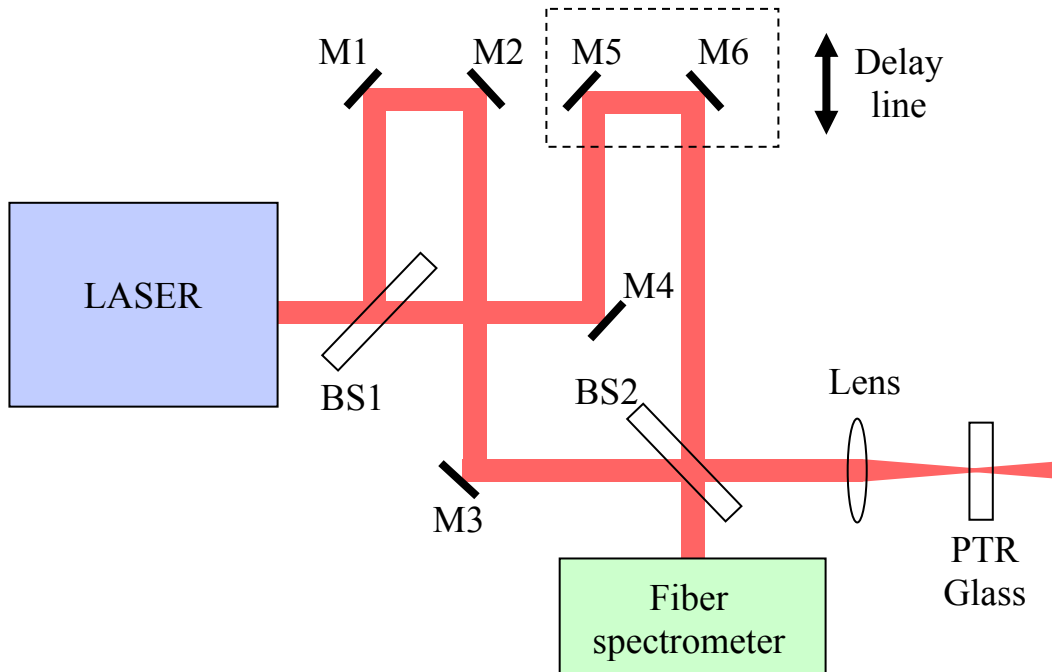 M1
M2
M5
M6
Delay
line
LASER
M4
BS1
BS2
Lens
M3
PTR
Glass
Fiber
spectrometer